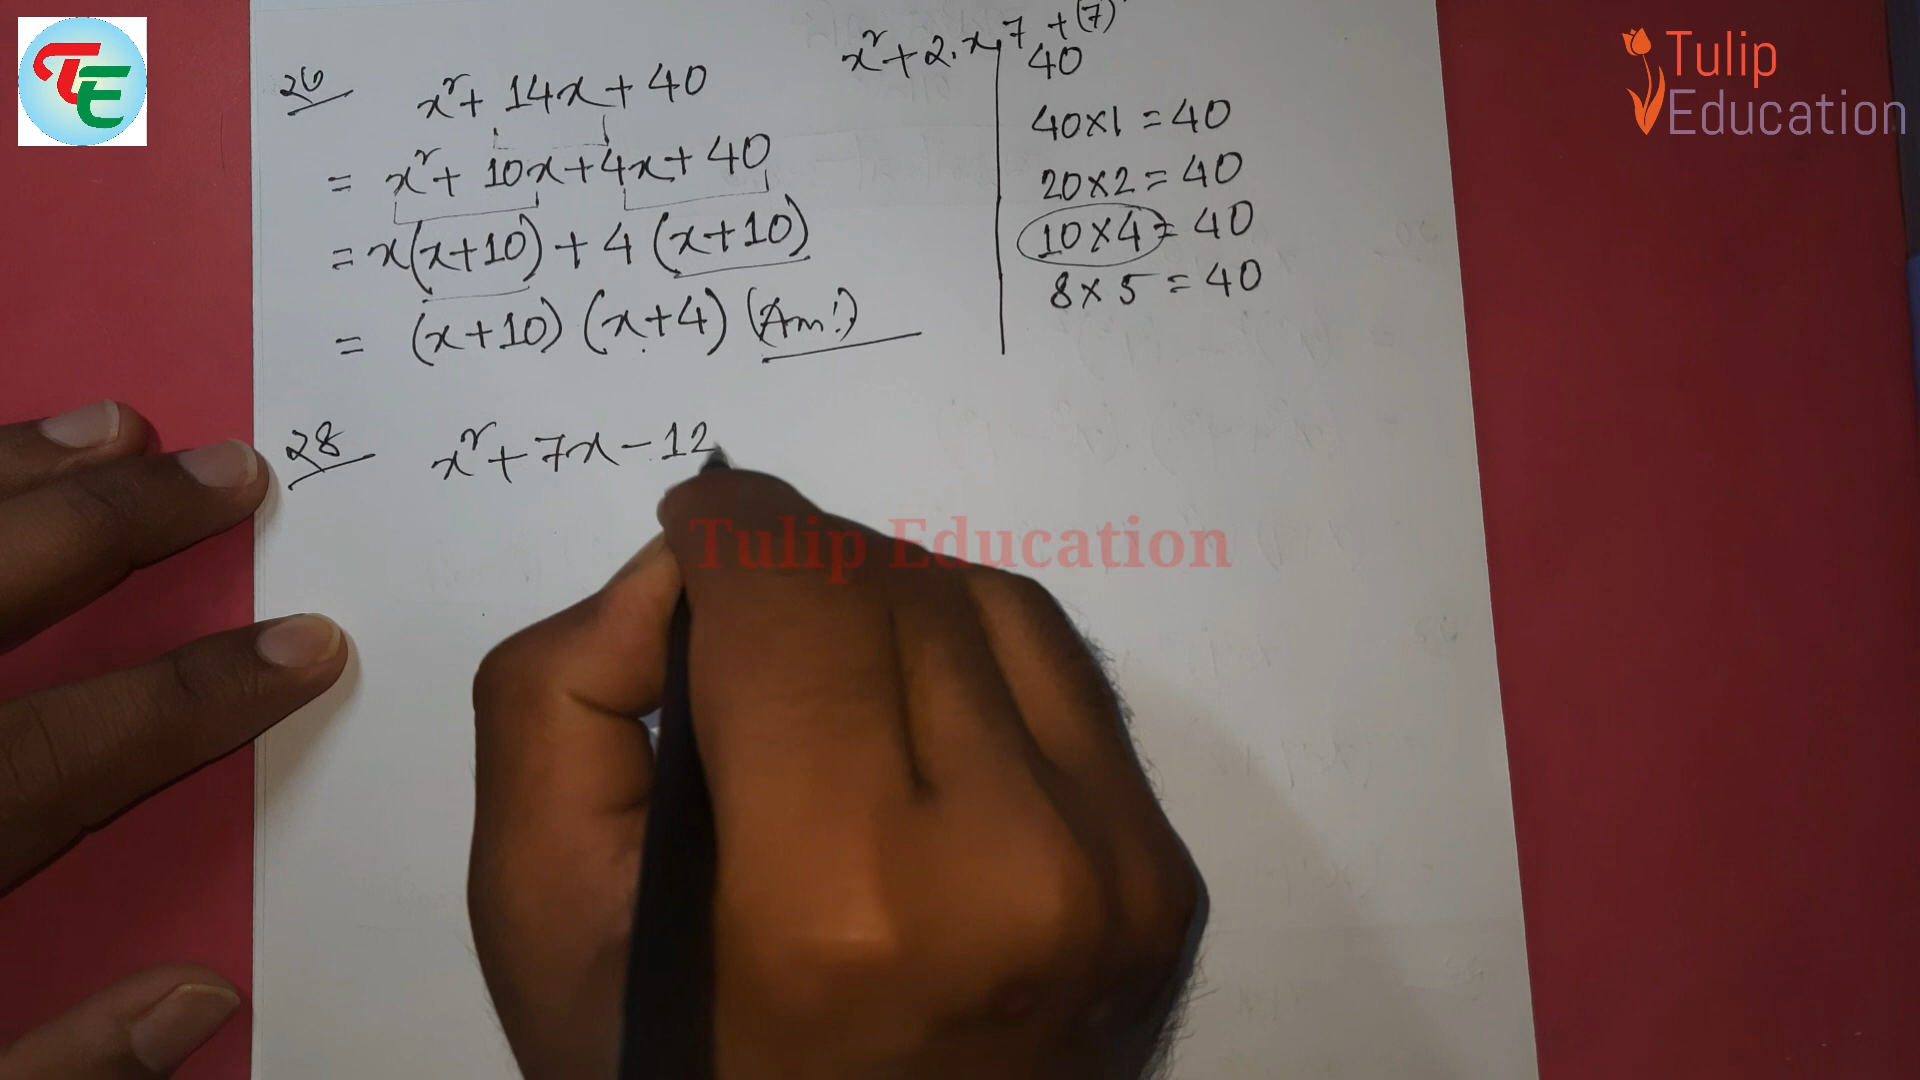 TE
Tulip
Education
x² + 2.x.7 + (7)²
26
x² + 14x + 40
= x² + 10x + 4x + 40
= x(x+10) + 4 (x+10)
= (x+10) (x+4) (Ans:)
40
40×1 = 40
20×2 = 40
10×4 = 40
8×5 = 40
28
x² + 7x - 12
Tulip Education